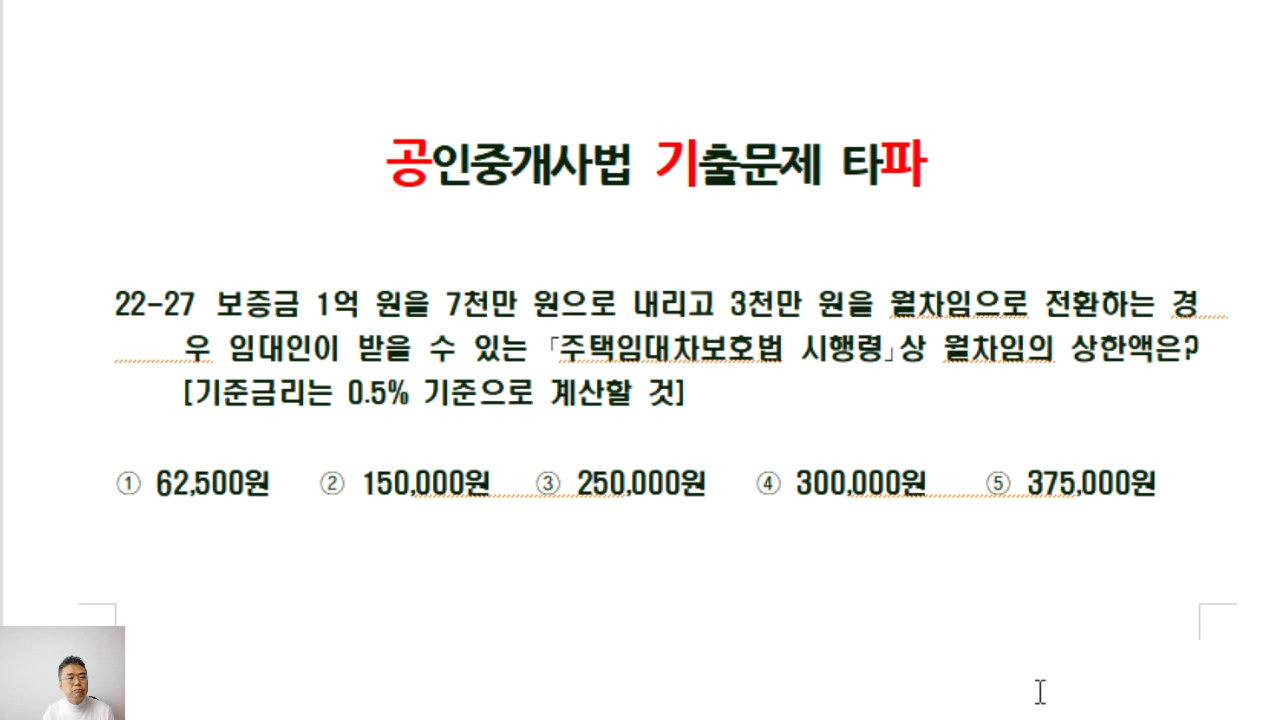 공인중개사법 기출문제 타파
22-27 보증금 1억 원을 7천만 원으로 내리고 3천만 원을 월차임으로 전환하는 경
우 임대인이 받을 수 있는 「주택임대차보호법 시행령」상 월차임의 상한액은?
[기준금리는 0.5% 기준으로 계산할 것]
① 62,500원 ② 150,000원 ③ 250,000원 ④ 300,000원 ⑤ 375,000원